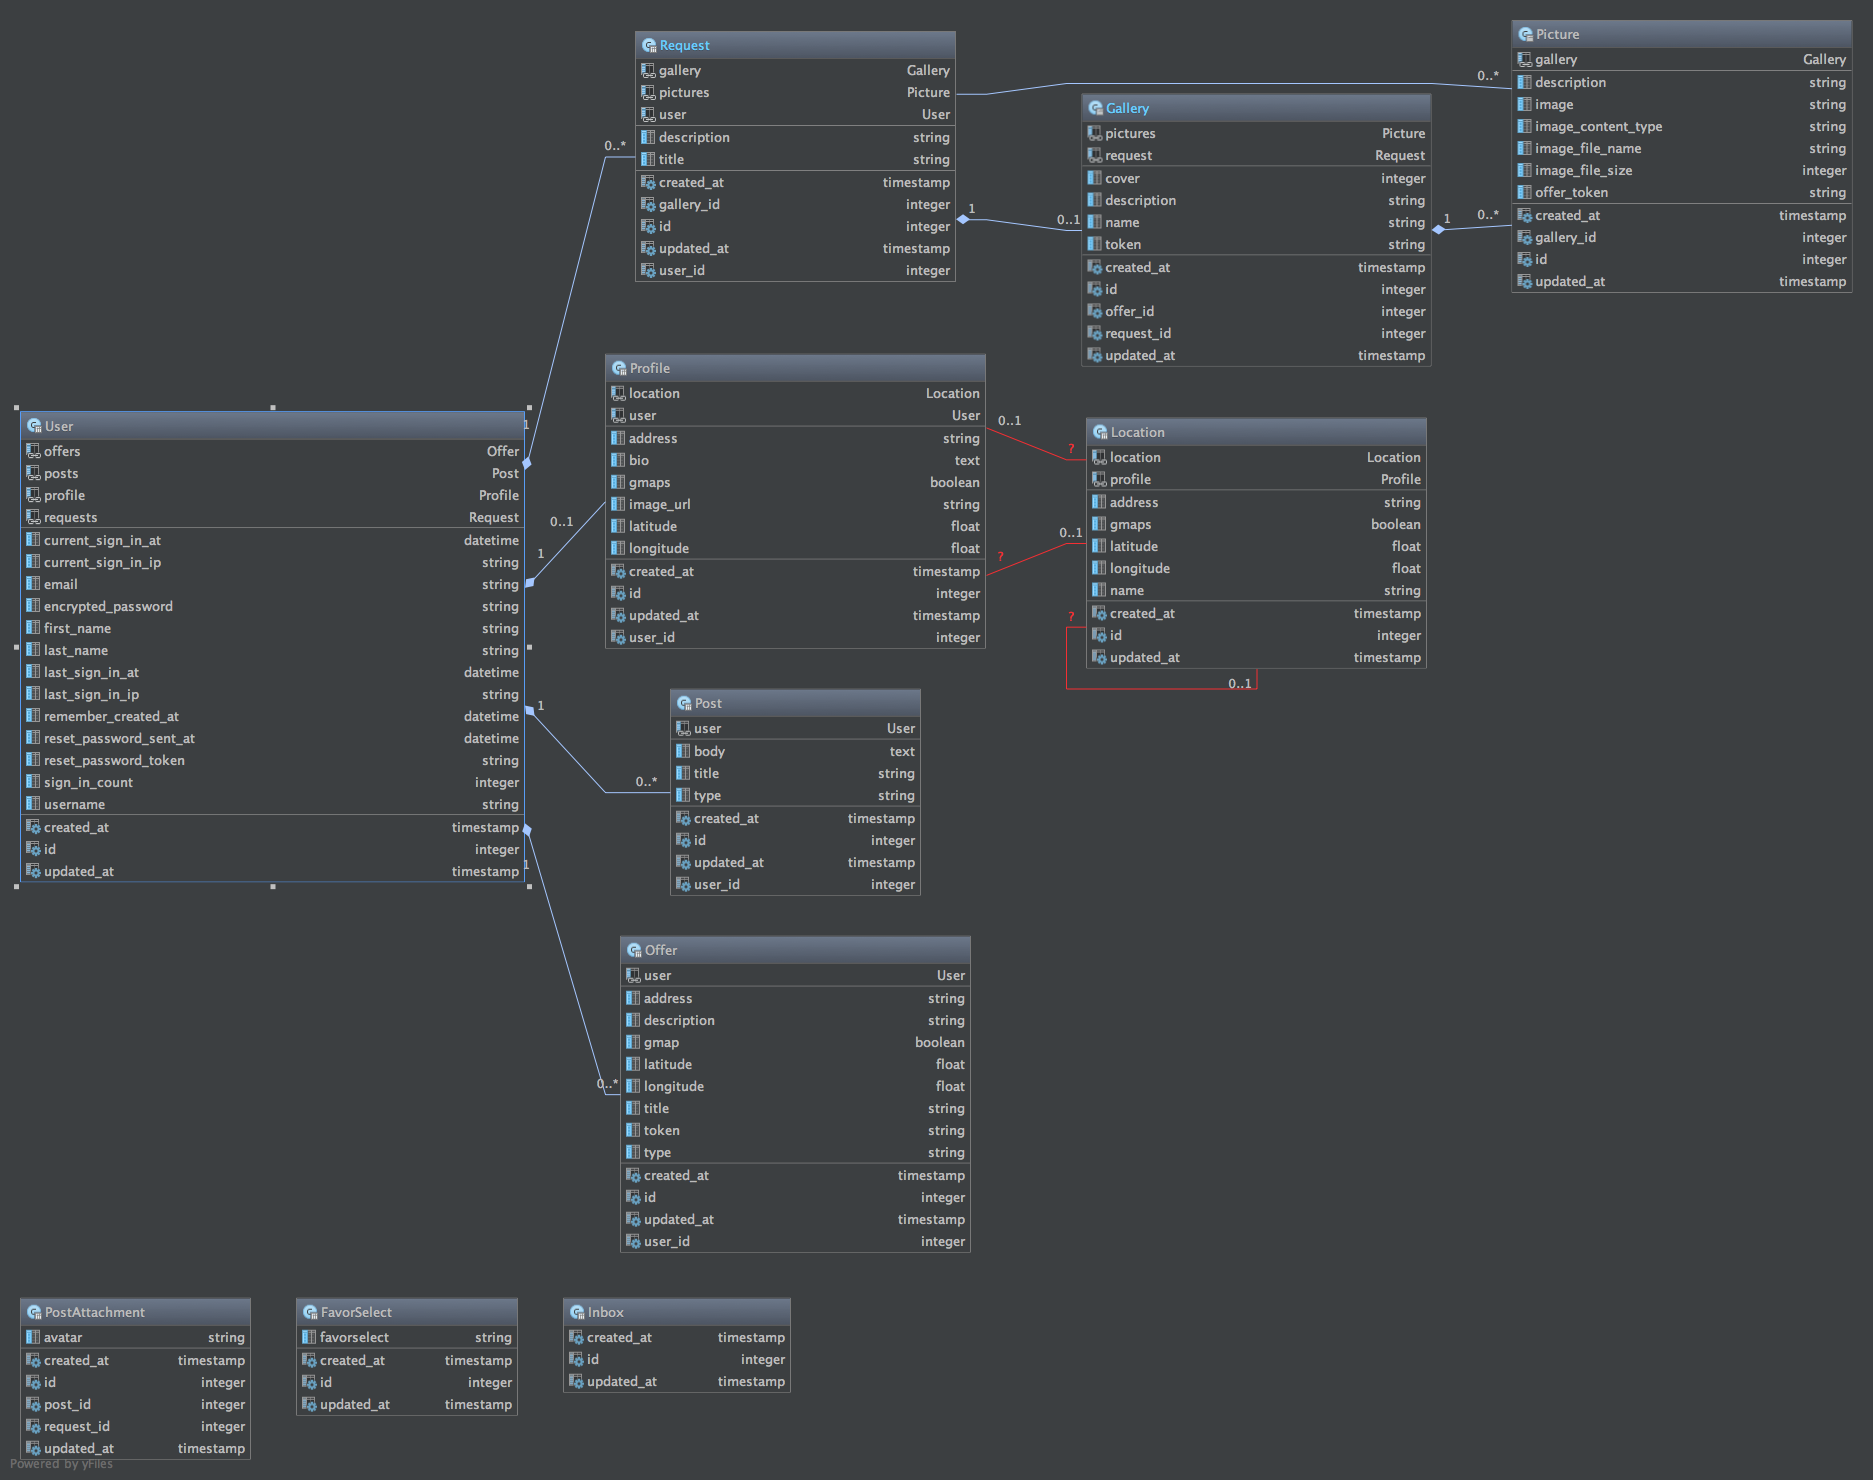 Request
gallery Gallery
pictures Picture
user User
description string
title string
created_at timestamp
gallery_id integer
id integer
updated_at timestamp
user_id integer
0..*
1
0..1
Gallery
pictures Picture
request Request
cover integer
description string
name string
token string
created_at timestamp
id integer
offer_id integer
request_id integer
updated_at timestamp
0..*
1
0..*
Picture
gallery Gallery
description string
image string
image_content_type string
image_file_name string
image_file_size integer
offer_token string
created_at timestamp
gallery_id integer
id integer
updated_at timestamp
User
offers Offer
posts Post
profile Profile
requests Request
current_sign_in_at datetime
current_sign_in_ip string
email string
encrypted_password string
first_name string
last_name string
last_sign_in_at datetime
last_sign_in_ip string
remember_created_at datetime
reset_password_sent_at datetime
reset_password_token string
sign_in_count integer
username string
created_at timestamp
id integer
updated_at timestamp
1
0..1
1
1
0..*
1
0..*
Profile
location Location
user User
address string
bio text
gmaps boolean
image_url string
latitude float
longitude float
created_at timestamp
id integer
updated_at timestamp
user_id integer
0..1
?
0..1
?
Location
location Location
profile Profile
address string
gmaps boolean
latitude float
longitude float
name string
created_at timestamp
id integer
updated_at timestamp
?
0..1
Post
user User
body text
title string
type string
created_at timestamp
id integer
updated_at timestamp
user_id integer
Offer
user User
address string
description string
gmap boolean
latitude float
longitude float
title string
token string
type string
created_at timestamp
id integer
updated_at timestamp
user_id integer
PostAttachment
avatar string
created_at timestamp
id integer
post_id integer
request_id integer
updated_at timestamp
FavorSelect
favorselect string
created_at timestamp
id integer
updated_at timestamp
Inbox
created_at timestamp
id integer
updated_at timestamp
Powered by yFiles